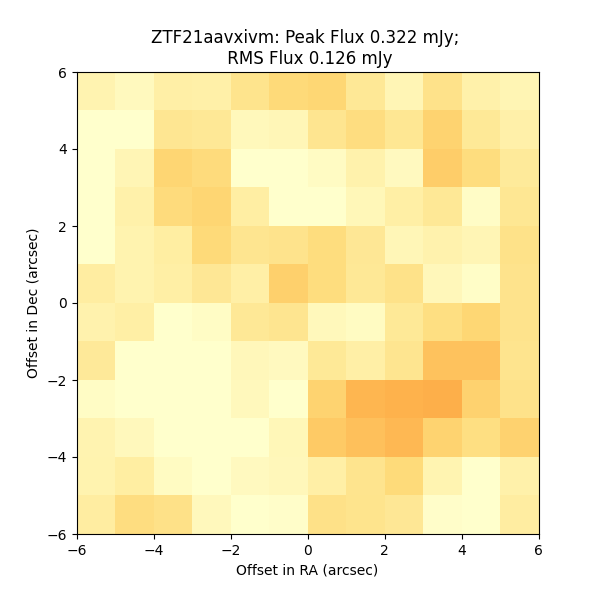 ZTF21aavxivm: Peak Flux 0.322 mJy;
RMS Flux 0.126 mJy
6
4
2
0
−2
−4
−6
Offset in Dec (arcsec)
−6 −4 −2 0 2 4 6
Offset in RA (arcsec)